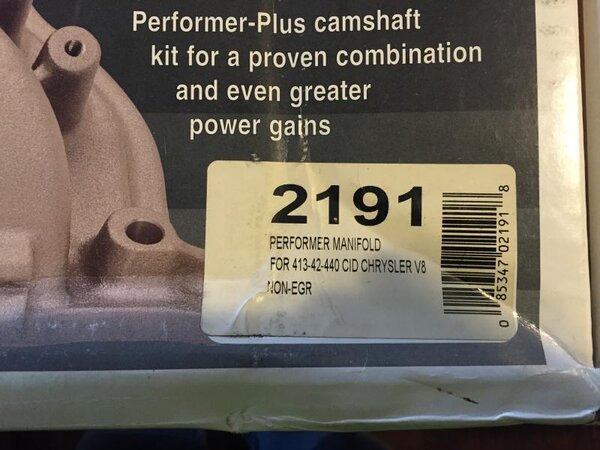 Performer-Plus camshaft
kit for a proven combination
and even greater
power gains
2191
PERFORMER MANIFOLD
FOR 413-42-440 CID CHRYSLER V8
NON-EGR
0 85347 02191 8